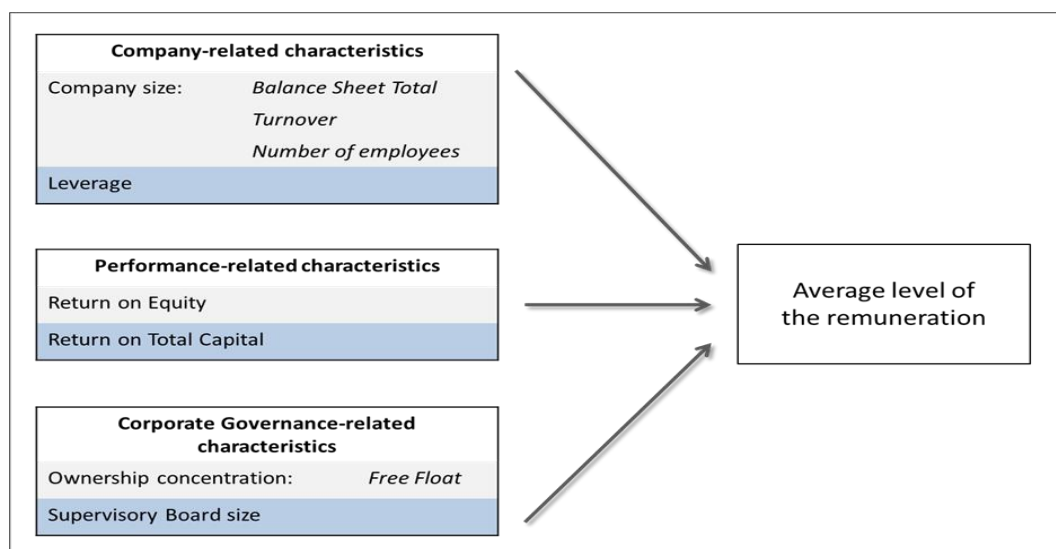 Company-related characteristics
Company size: Balance Sheet Total
Turnover
Number of employees
Leverage
Performance-related characteristics
Return on Equity
Return on Total Capital
Corporate Governance-related
characteristics
Ownership concentration: Free Float
Supervisory Board size
Average level of
the remuneration